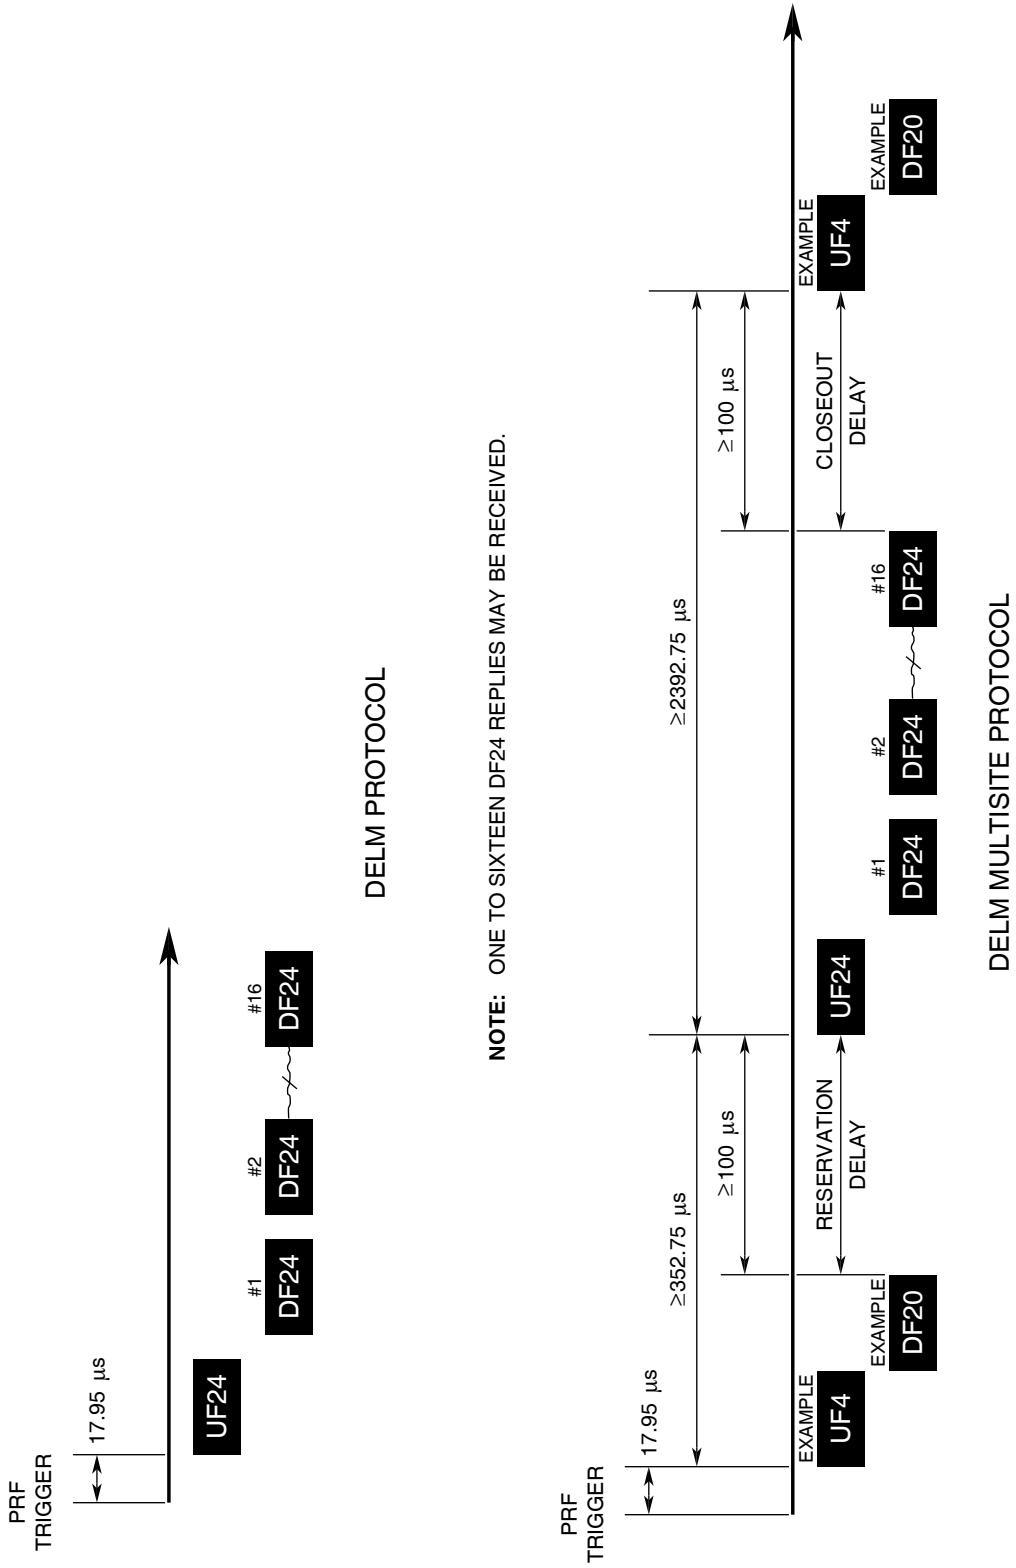 PRF
TRIGGER
17.95 µs
UF24
#1
DF24
#2
DF24
#16
DF24
DELM PROTOCOL
NOTE: ONE TO SIXTEEN DF24 REPLIES MAY BE RECEIVED.
PRF
TRIGGER
17.95 µs
≥352.75 µs
≥2392.75 µs
≥100 µs
≥100 µs
EXAMPLE
UF4
EXAMPLE
DF20
RESERVATION
DELAY
UF24
#1
DF24
#2
DF24
#16
DF24
CLOSEOUT
DELAY
EXAMPLE
UF4
EXAMPLE
DF20
DELM MULTISITE PROTOCOL